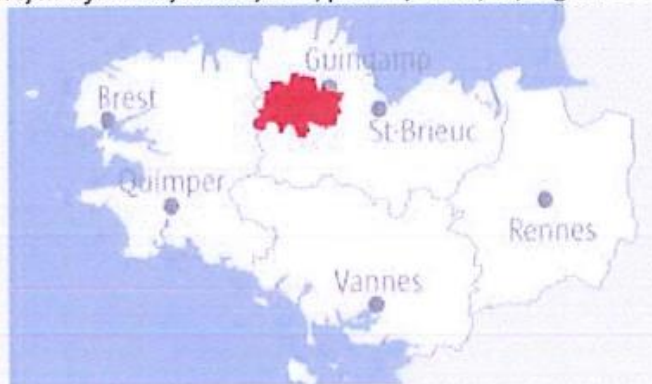 Guingamp
Brest
St-Brieuc
Quimper
Rennes
Vannes